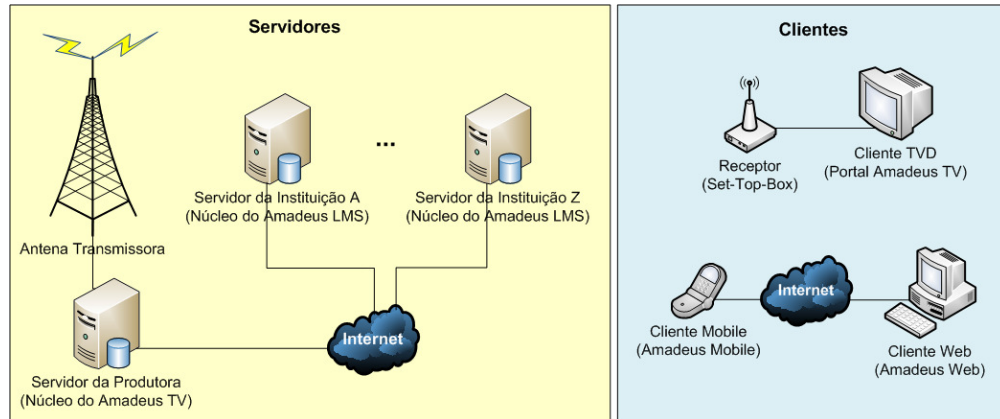 Servidores
Antena Transmissora
Servidor da Instituição A
(Núcleo do Amadeus LMS)
...
Servidor da Instituição Z
(Núcleo do Amadeus LMS)
Internet
Servidor da Produtora
(Núcleo do Amadeus TV)
Clientes
Receptor
(Set-Top-Box)
Cliente TVD
(Portal Amadeus TV)
Cliente Mobile
(Amadeus Mobile)
Internet
Cliente Web
(Amadeus Web)